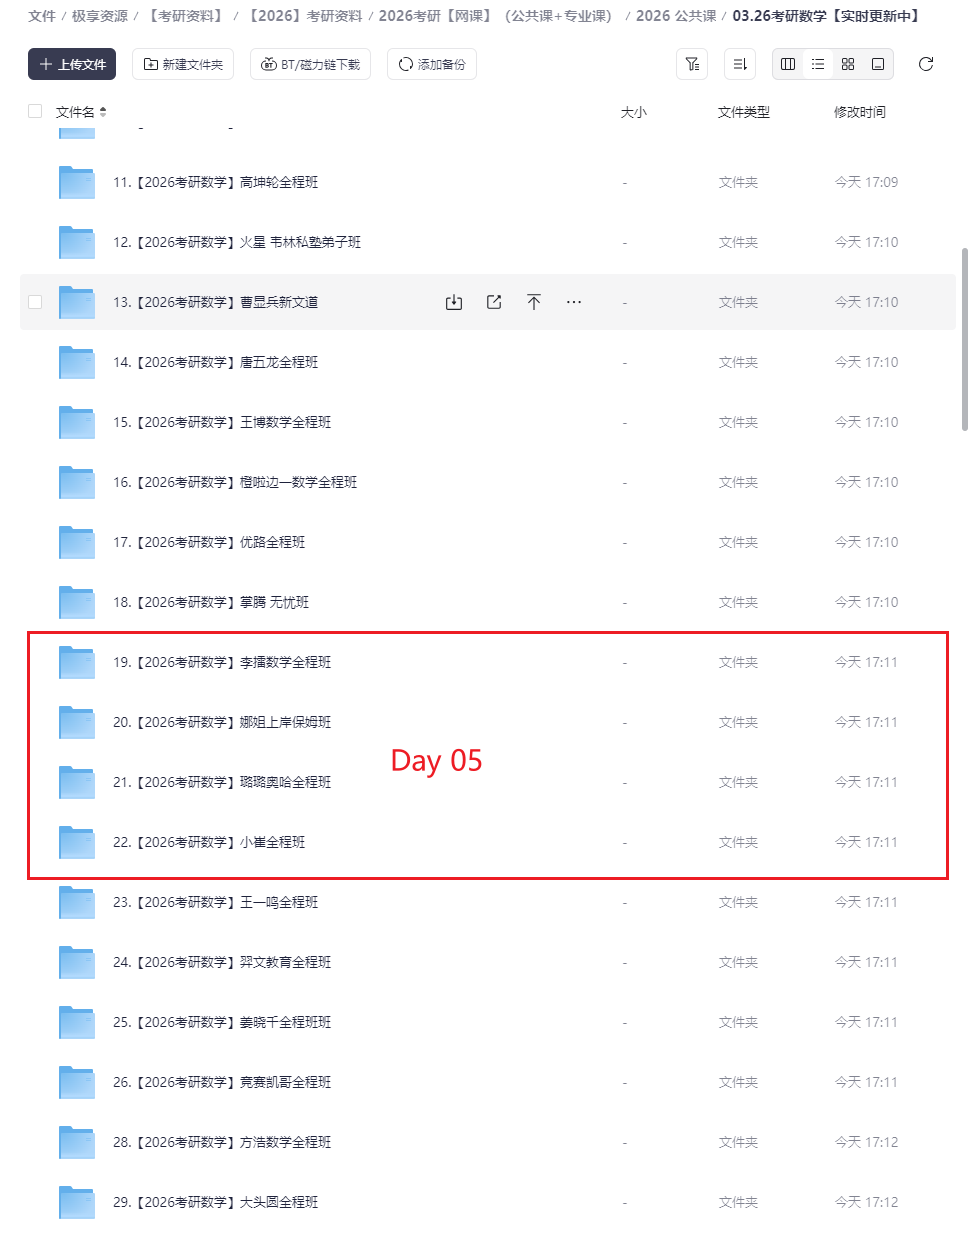 文件 / 极享资源 / 【考研资料】 / 【2026】考研资料 / 2026考研【网课】（公共课+专业课） / 2026 公共课 / 03.26考研数学【实时更新中】
上传文件 新建文件夹 BT/磁力链下载 添加备份
文件名 大小 文件类型 修改时间
11.【2026考研数学】高坤轮全程班 - 文件夹 今天 17:09
12.【2026考研数学】火星 韦林私塾弟子班 - 文件夹 今天 17:10
13.【2026考研数学】曹显兵新文道 - 文件夹 今天 17:10
14.【2026考研数学】唐五龙全程班 - 文件夹 今天 17:10
15.【2026考研数学】王博数学全程班 - 文件夹 今天 17:10
16.【2026考研数学】橙啦边一数学全程班 - 文件夹 今天 17:10
17.【2026考研数学】优路全程班 - 文件夹 今天 17:10
18.【2026考研数学】掌腾 无忧班 - 文件夹 今天 17:10
19.【2026考研数学】李擂数学全程班 - 文件夹 今天 17:11
20.【2026考研数学】娜姐上岸保姆班 - 文件夹 今天 17:11
Day 05
21.【2026考研数学】璐璐奥哈全程班 - 文件夹 今天 17:11
22.【2026考研数学】小崔全程班 - 文件夹 今天 17:11
23.【2026考研数学】王一鸣全程班 - 文件夹 今天 17:11
24.【2026考研数学】羿文教育全程班 - 文件夹 今天 17:11
25.【2026考研数学】姜晓千全程班班 - 文件夹 今天 17:11
26.【2026考研数学】竞赛凯哥全程班 - 文件夹 今天 17:11
28.【2026考研数学】方浩数学全程班 - 文件夹 今天 17:12
29.【2026考研数学】大头圆全程班 - 文件夹 今天 17:12